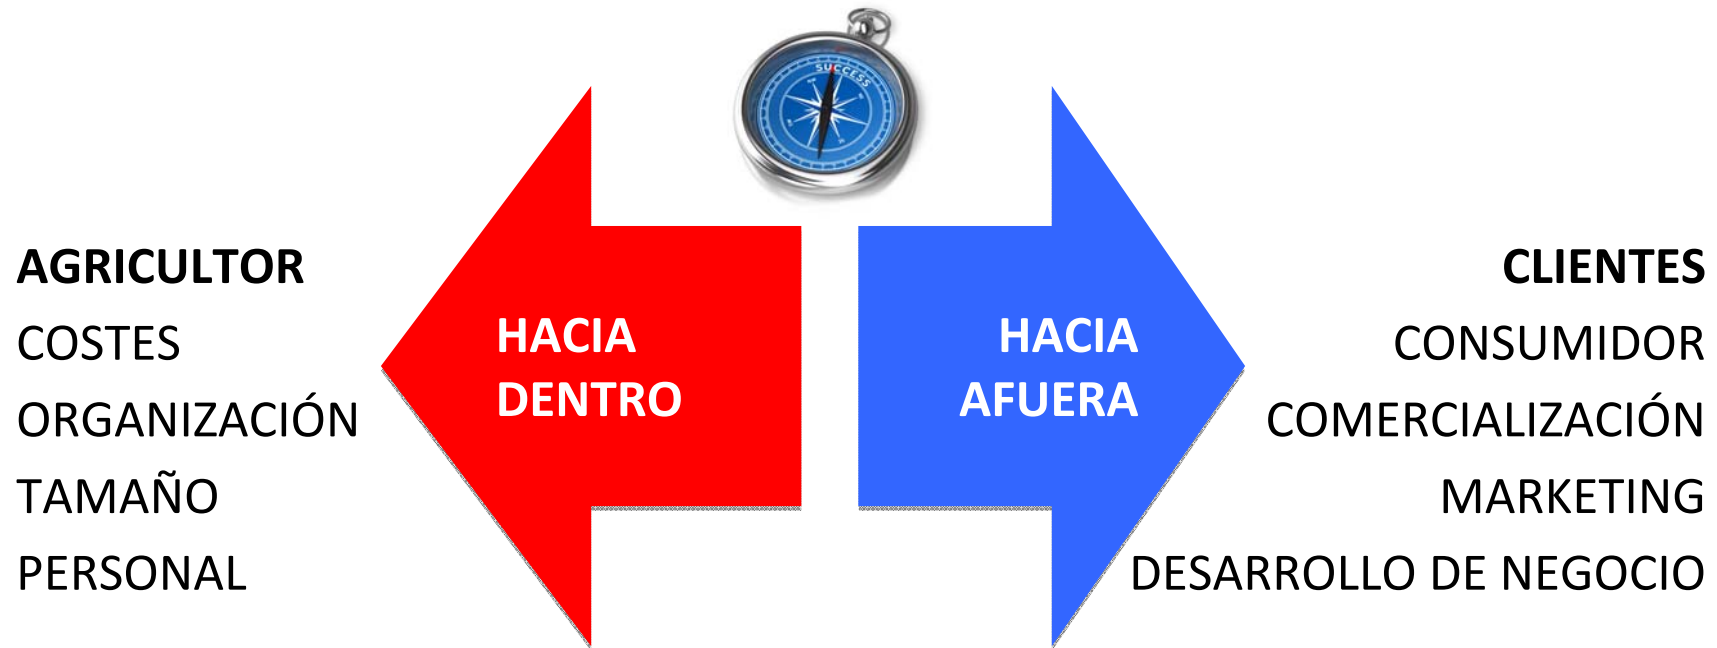 SUCCESS
AGRICULTOR
COSTES
ORGANIZACIÓN
TAMAÑO
PERSONAL
HACIA
DENTRO
HACIA
AFUERA
CLIENTES
CONSUMIDOR
COMERCIALIZACIÓN
MARKETING
DESARROLLO DE NEGOCIO